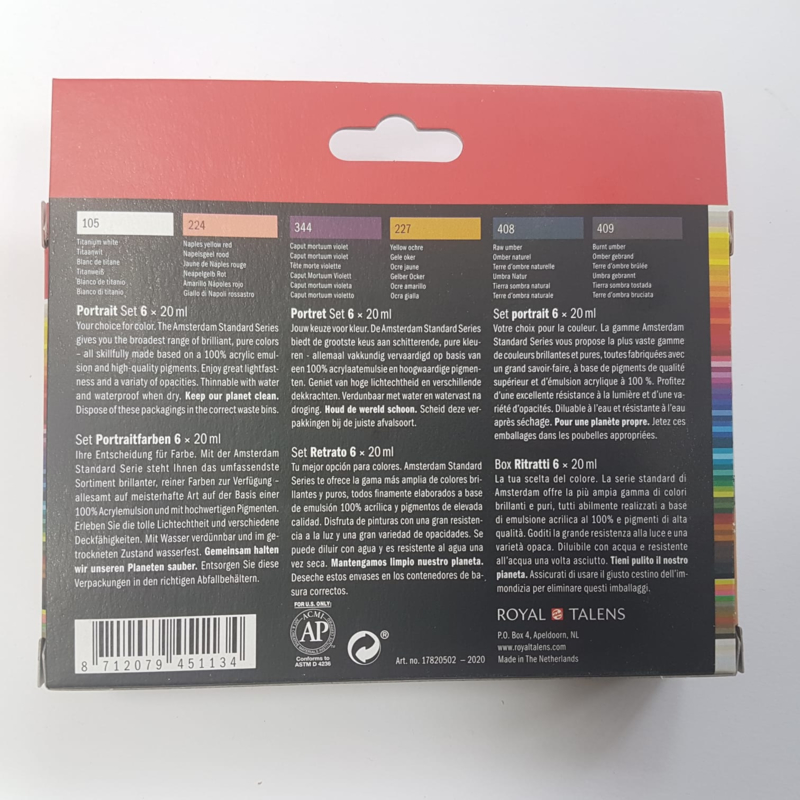 105
Titanium white
Titaanwit
Blanc de titane
Titanweiß
Blanco de titanio
Bianco di titanio
224
Naples yellow red
Napelsgeel rood
Jaune de Naples rouge
Neapelgelb Rot
Amarillo Nápoles rojo
Giallo di Napoli rossastro
344
Caput mortuum violet
Caput mortuum violet
Tête morte violette
Caput Mortuum Violett
Caput mortuum violeta
Caput mortuum violetto
227
Yellow ochre
Gele oker
Ocre jaune
Gelber Ocker
Ocre amarillo
Ocra gialla
408
Raw umber
Omber naturel
Terre d'ombre naturelle
Umbra Natur
Tierra sombra natural
Terra d'ombra naturale
409
Burnt umber
Omber gebrand
Terre d'ombre brûlée
Umbra gebrannt
Tierra sombra tostada
Terra d'ombra bruciata
Portrait Set 6 × 20 ml
Your choice for color. The Amsterdam Standard Series
gives you the broadest range of brilliant, pure colors
– all skillfully made based on a 100% acrylic emul-
sion and high-quality pigments. Enjoy great lightfast-
ness and a variety of opacities. Thinnable with water
and waterproof when dry. Keep our planet clean.
Dispose of these packagings in the correct waste bins.
Portret Set 6 × 20 ml
Jouw keuze voor kleur. De Amsterdam Standard Series
biedt de grootste keus aan schitterende, pure kleu-
ren - allemaal vakkundig vervaardigd op basis van
een 100% acrylaatemulsie en hoogwaardige pigmen-
ten. Geniet van hoge lichtechtheid en verschillende
dekkrachten. Verdunbaar met water en watervast na
droging. Houd de wereld schoon. Scheid deze ver-
pakkingen bij de juiste afvalsoort.
Set portrait 6 × 20 ml
Votre choix pour la couleur. La gamme Amsterdam
Standard Series vous propose la plus vaste gamme
de couleurs brillantes et pures, toutes fabriquées avec
un grand savoir-faire, à base de pigments de qualité
supérieur et d'émulsion acrylique à 100 %. Profitez
d'une excellente résistance à la lumière et d'une va-
riété d'opacités. Diluable à l'eau et résistante à l'eau
après séchage. Pour une planète propre. Jetez ces
emballages dans les poubelles appropriées.
Set Portraitfarben 6 × 20 ml
Ihre Entscheidung für Farbe. Mit der Amsterdam
Standard Serie steht Ihnen das umfassendste
Sortiment brillanter, reiner Farben zur Verfügung –
allesamt auf meisterhafte Art auf der Basis einer
100% Acrylemulsion und mit hochwertigen Pigmenten.
Erleben Sie die tolle Lichtechtheit und verschiedene
Deckfähigkeiten. Mit Wasser verdünnbar und im ge-
trockneten Zustand wasserfest. Gemeinsam halten
wir unseren Planeten sauber. Entsorgen Sie diese
Verpackungen in den richtigen Abfallbehältern.
Set Retrato 6 × 20 ml
Tu mejor opción para colores. Amsterdam Standard
Series te ofrece la gama más amplia de colores bri-
llantes y puros, todos finamente elaborados a base
de emulsión 100% acrílica y pigmentos de elevada
calidad. Disfruta de pinturas con una gran resisten-
cia a la luz y una gran variedad de opacidades. Se
puede diluir con agua y es resistente al agua una
vez seca. Mantengamos limpio nuestro planeta.
Deseche estos envases en los contenedores de ba-
sura correctos.
Box Ritratti 6 × 20 ml
La tua scelta del colore. La serie standard di
Amsterdam offre la più ampia gamma di colori
brillanti e puri, tutti abilmente realizzati a base
di emulsione acrilica al 100% e pigmenti di alta
qualità. Goditi la grande resistenza alla luce e una
varietà opaca. Diluibile con acqua e resistente
all'acqua una volta asciutto. Tieni pulito il nostro
pianeta. Assicurati di usare il giusto cestino dell'im-
mondizia per eliminare questi imballaggi.
8 712079 451134
FOR U.S. ONLY:
ACMI
AP
Conforms to
ASTM D 4236
®
Art. no. 17820502 – 2020
ROYAL TALENS
P.O. Box 4, Apeldoorn, NL
www.royaltalens.com
Made in The Netherlands